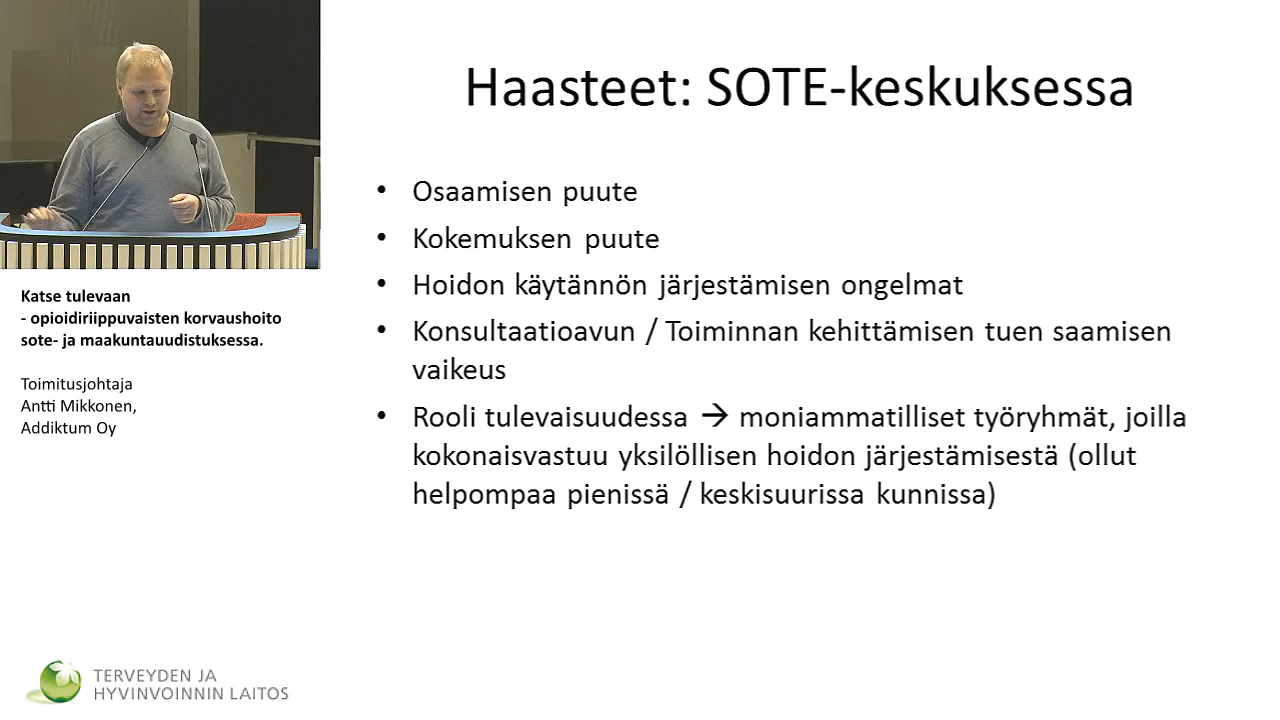 Haasteet: SOTE-keskuksessa
• Osaamisen puute
• Kokemuksen puute
• Hoidon käytännön järjestämisen ongelmat
• Konsultaatioavun / Toiminnan kehittämisen tuen saamisen
vaikeus
• Rooli tulevaisuudessa → moniammatilliset työryhmät, joilla
kokonaisvastuu yksilöllisen hoidon järjestämisestä (ollut
helpompaa pienissä / keskisuurissa kunnissa)
Katse tulevaan
- opioidiriippuvaisten korvaushoito
sote- ja maakuntauudistuksessa.
Toimitusjohtaja
Antti Mikkonen,
Addiktum Oy
TERVEYDEN JA
HYVINVOINNIN LAITOS